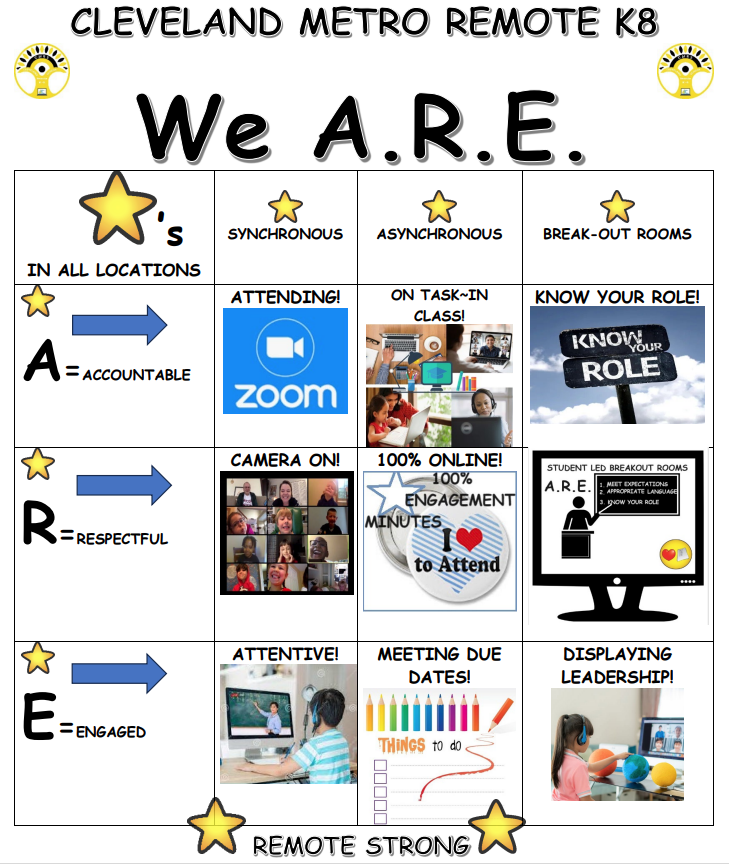 CLEVELAND METRO REMOTE K8
We A.R.E.
's
IN ALL LOCATIONS
SYNCHRONOUS
ASYNCHRONOUS
BREAK-OUT ROOMS
A= ACCOUNTABLE
ATTENDING!
zoom
ON TASK~IN
CLASS!
KNOW YOUR ROLE!
KNOW
YOUR
ROLE
R= RESPECTFUL
CAMERA ON!
100% ONLINE!
100%
ENGAGEMENT
MINUTES
I
to Attend
STUDENT LED BREAKOUT ROOMS
A.R.E.
1. MEET EXPECTATIONS
2. APPROPRIATE LANGUAGE
3. KNOW YOUR ROLE
E= ENGAGED
ATTENTIVE!
MEETING DUE
DATES!
THINGS to do
DISPLAYING
LEADERSHIP!
REMOTE STRONG